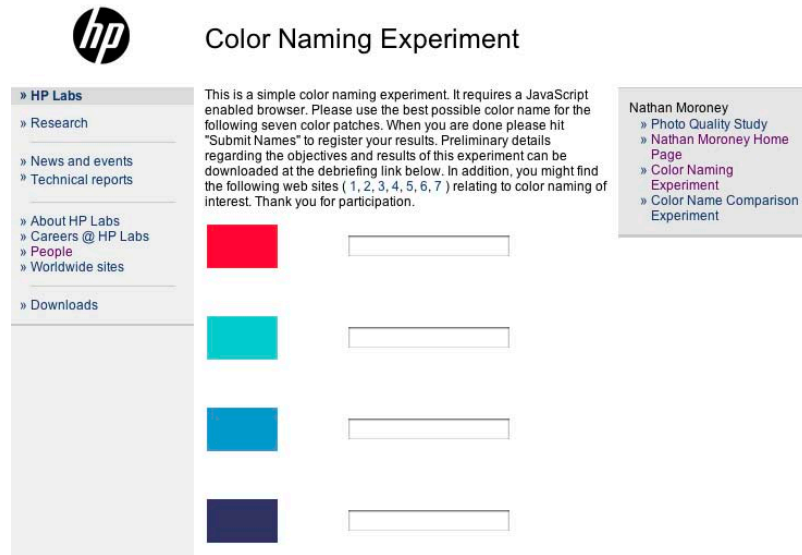 hp
Color Naming Experiment
» HP Labs
» Research
» News and events
» Technical reports
» About HP Labs
» Careers @ HP Labs
» People
» Worldwide sites
» Downloads
This is a simple color naming experiment. It requires a JavaScript
enabled browser. Please use the best possible color name for the
following seven color patches. When you are done please hit
"Submit Names" to register your results. Preliminary details
regarding the objectives and results of this experiment can be
downloaded at the debriefing link below. In addition, you might find
the following web sites ( 1, 2, 3, 4, 5, 6, 7 ) relating to color naming of
interest. Thank you for participation.
Nathan Moroney
» Photo Quality Study
» Nathan Moroney Home
Page
» Color Naming
Experiment
» Color Name Comparison
Experiment